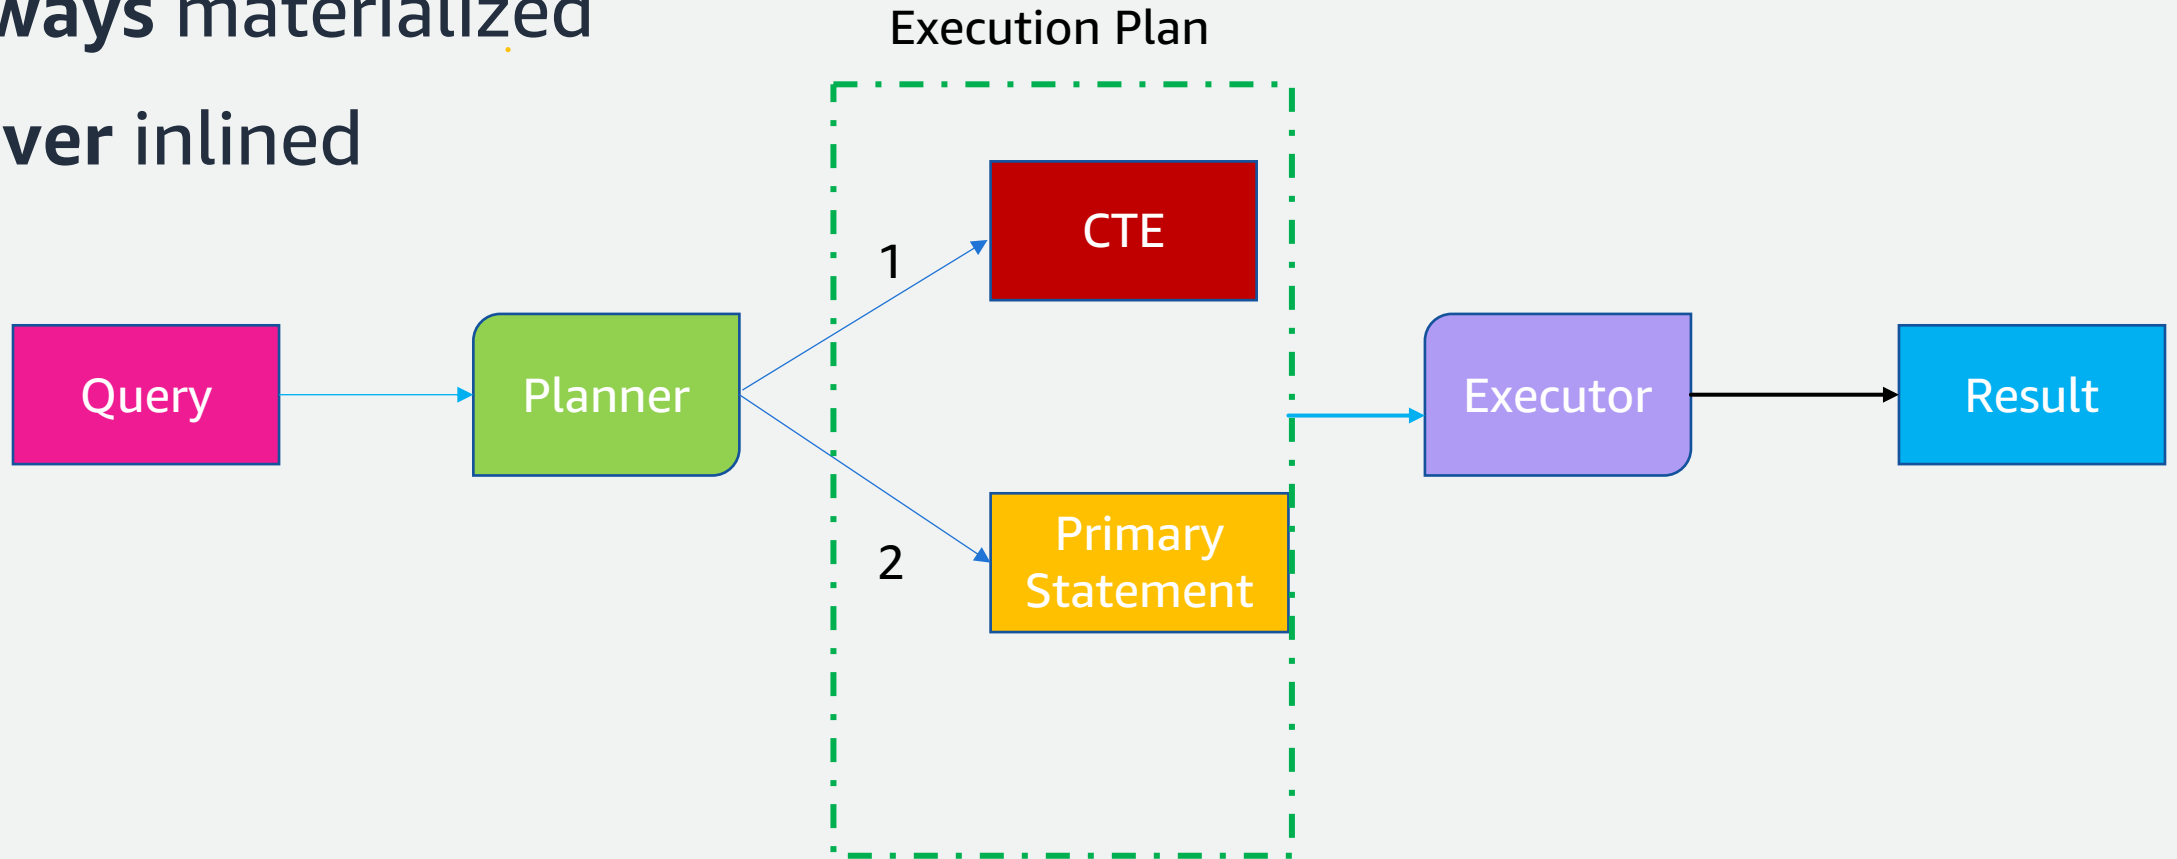 ways materialized
ver inlined
Execution Plan
CTE
1
Query
Planner
Executor
Result
2
Primary
Statement